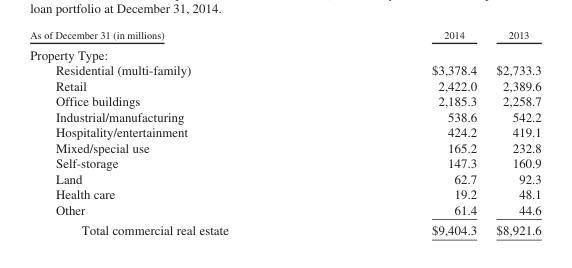 loan portfolio at December 31, 2014.
As of December 31 (in millions) 2014 2013
Property Type:
Residential (multi-family) $3,378.4 $2,733.3
Retail 2,422.0 2,389.6
Office buildings 2,185.3 2,258.7
Industrial/manufacturing 538.6 542.2
Hospitality/entertainment 424.2 419.1
Mixed/special use 165.2 232.8
Self-storage 147.3 160.9
Land 62.7 92.3
Health care 19.2 48.1
Other 61.4 44.6
Total commercial real estate $9,404.3 $8,921.6